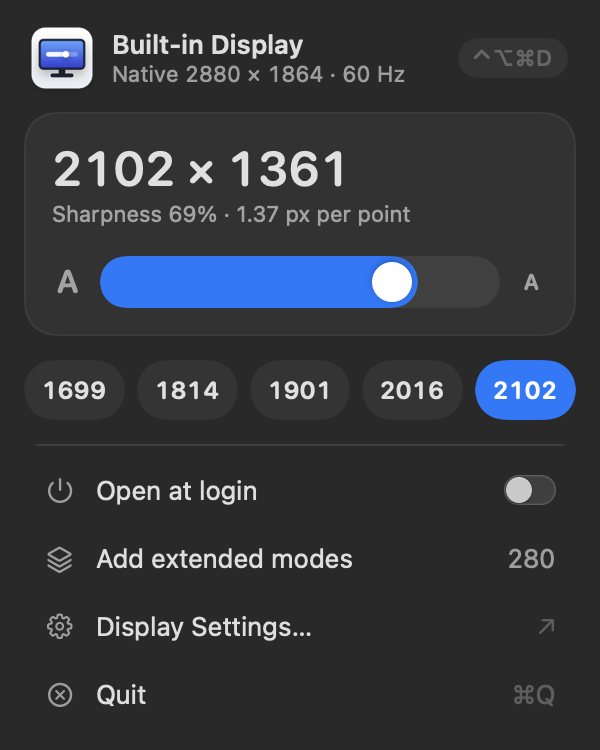 Built-in Display
Native 2880 × 1864 · 60 Hz
⌃⌥⌘D
2102 × 1361
Sharpness 69% · 1.37 px per point
A A
1699 1814 1901 2016 2102
Open at login
Add extended modes 280
Display Settings...
Quit ⌘Q